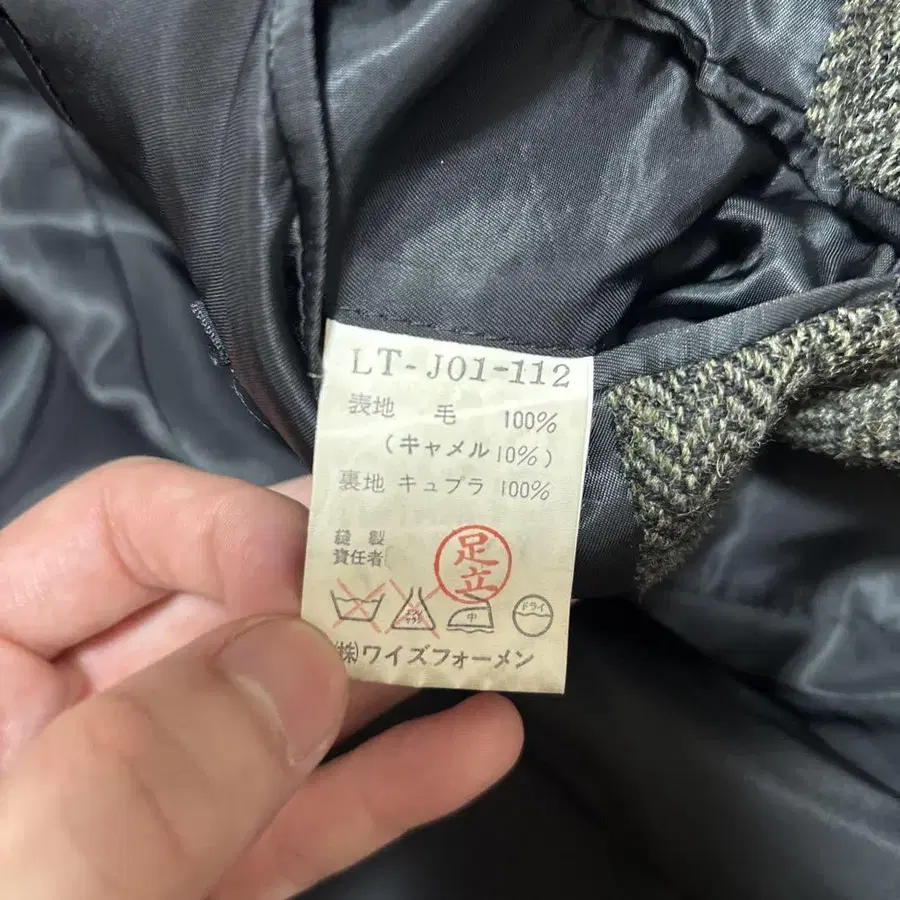 LT-J01-112
表地 毛 100%
(キャメル10%)
裏地 キュプラ 100%
縫製
責任者
足立
中 ドライ
(株)ワイズフォーメン